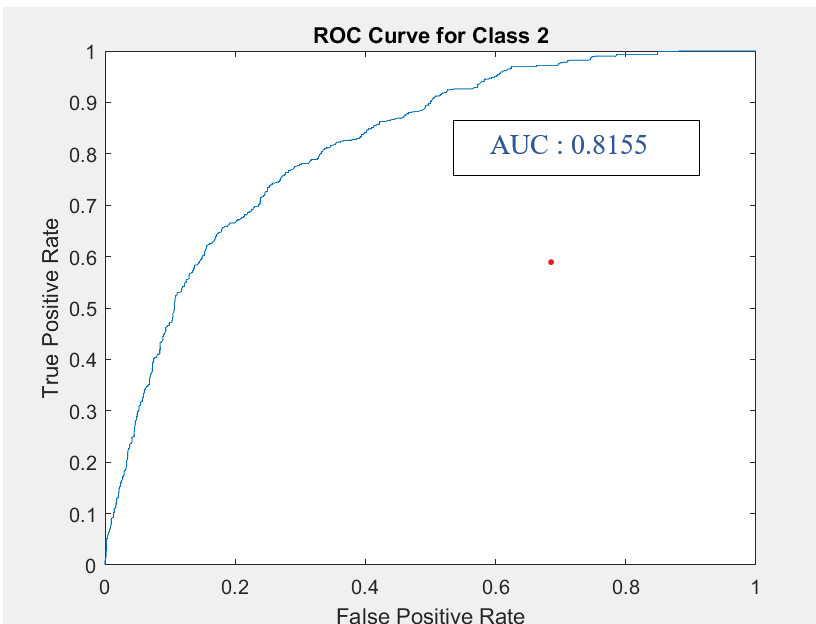 ROC Curve for Class 2
1
0.9
0.8
0.7
0.6
0.5
0.4
0.3
0.2
0.1
0
AUC : 0.8155
True Positive Rate
0 0.2 0.4 0.6 0.8 1
False Positive Rate